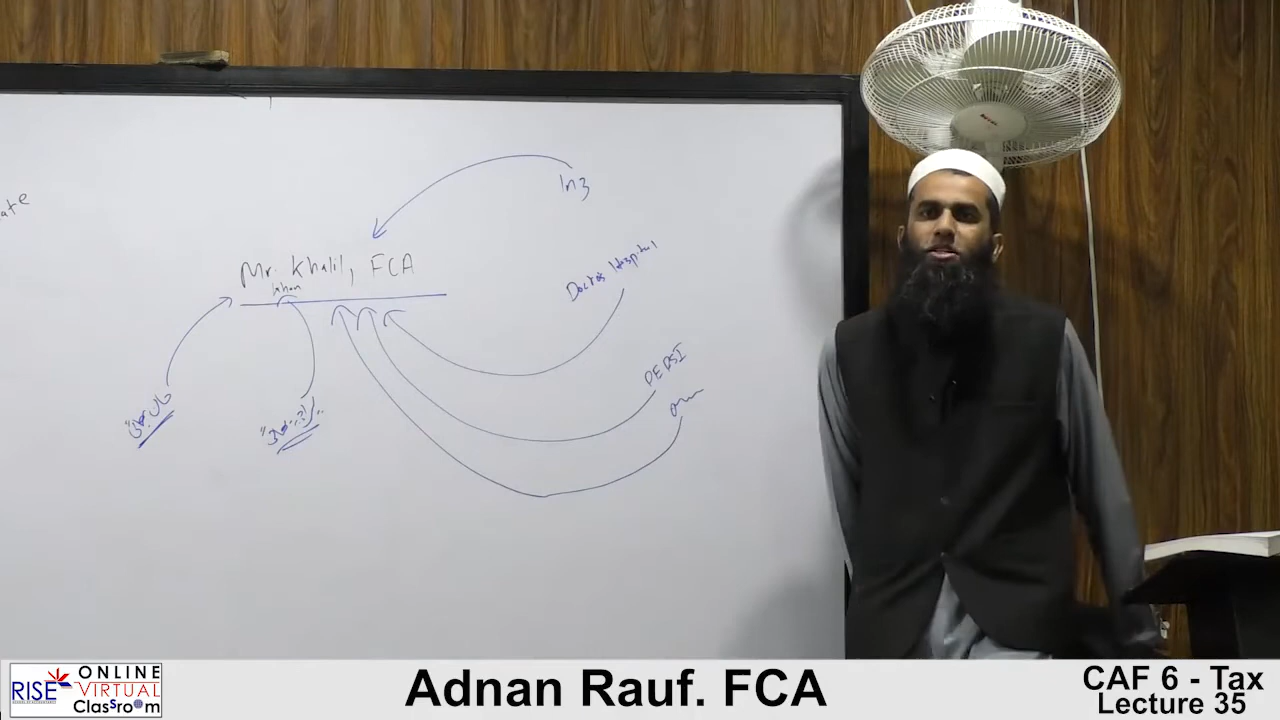 ate
In3
Mr. Khalil, FCA
khan
Doctor Hospital
PEPSI
RISE
ONLINE
VIRTUAL
Classroom
Adnan Rauf. FCA
CAF 6 - Tax
Lecture 35